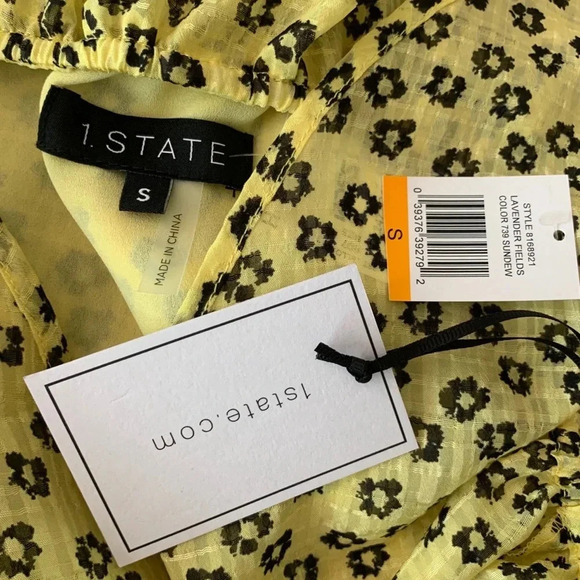 1. STATE
S
MADE IN CHINA
STYLE 8168921
LAVENDER FIELDS
COLOR 739 SUNDEW
0 39376 39279 2
S
1state.com